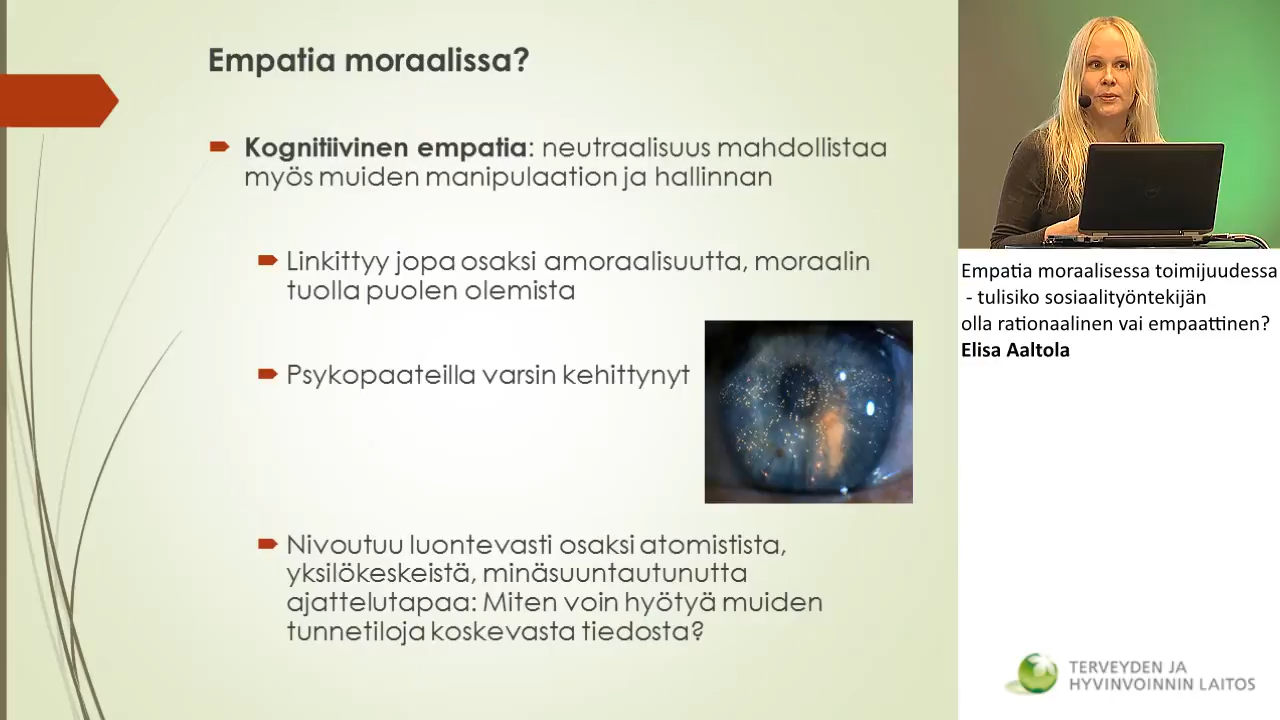 Empatia moraalissa?
Kognitiivinen empatia: neutraalisuus mahdollistaa
myös muiden manipulaation ja hallinnan
Linkittyy jopa osaksi amoraalisuutta, moraalin
tuolla puolen olemista
Psykopaateilla varsin kehittynyt
Nivoutuu luontevasti osaksi atomistista,
yksilökeskeistä, minäsuuntautunutta
ajattelutapaa: Miten voin hyötyä muiden
tunnetiloja koskevasta tiedosta?
Empatia moraalisessa toimijuudessa
- tulisiko sosiaalityöntekijän
olla rationaalinen vai empaattinen?
Elisa Aaltola
TERVEYDEN JA
HYVINVOINNIN LAITOS